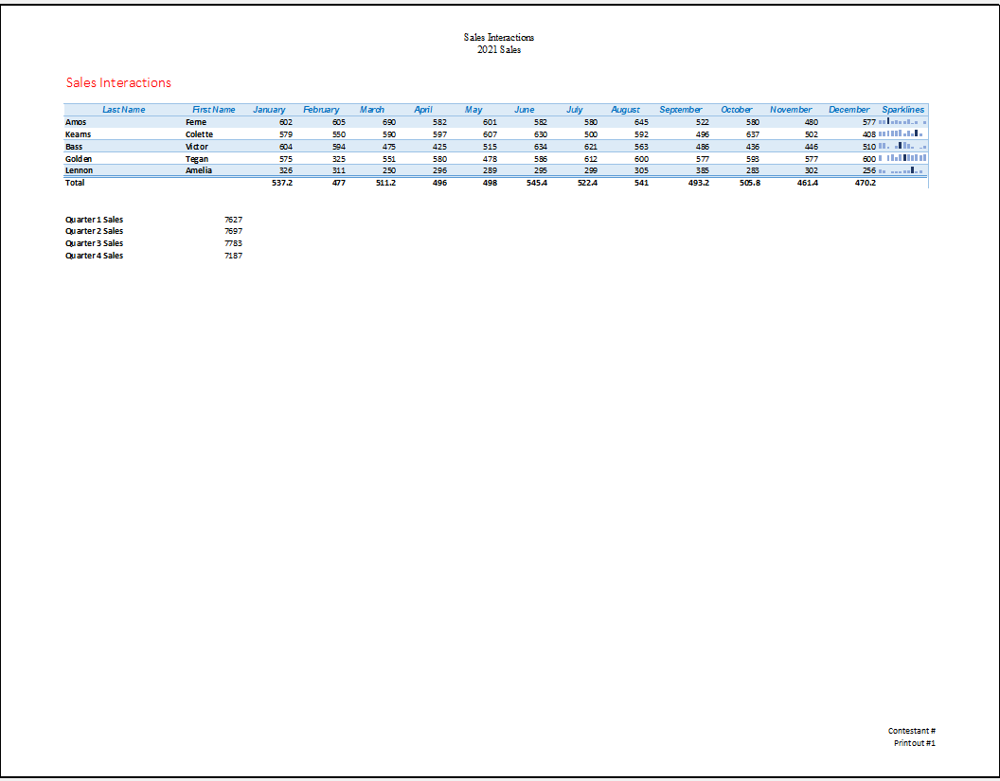 Sales Interactions
2021 Sales
Sales Interactions
Last Name First Name January February March April May June July August September October November December Sparklines
Amos Ferne 602 605 690 582 601 582 580 645 522 580 480 577
Kearns Colette 579 550 590 597 607 630 500 592 496 637 502 408
Bass Victor 604 594 475 425 515 634 621 563 486 436 446 510
Golden Tegan 575 325 551 580 478 586 612 600 577 593 577 600
Lennon Amelia 326 311 250 296 289 295 299 305 385 283 302 256
Total 537.2 477 511.2 496 498 545.4 522.4 541 493.2 505.8 461.4 470.2
Quarter 1 Sales 7627
Quarter 2 Sales 7697
Quarter 3 Sales 7783
Quarter 4 Sales 7187
Contestant #
Printout #1